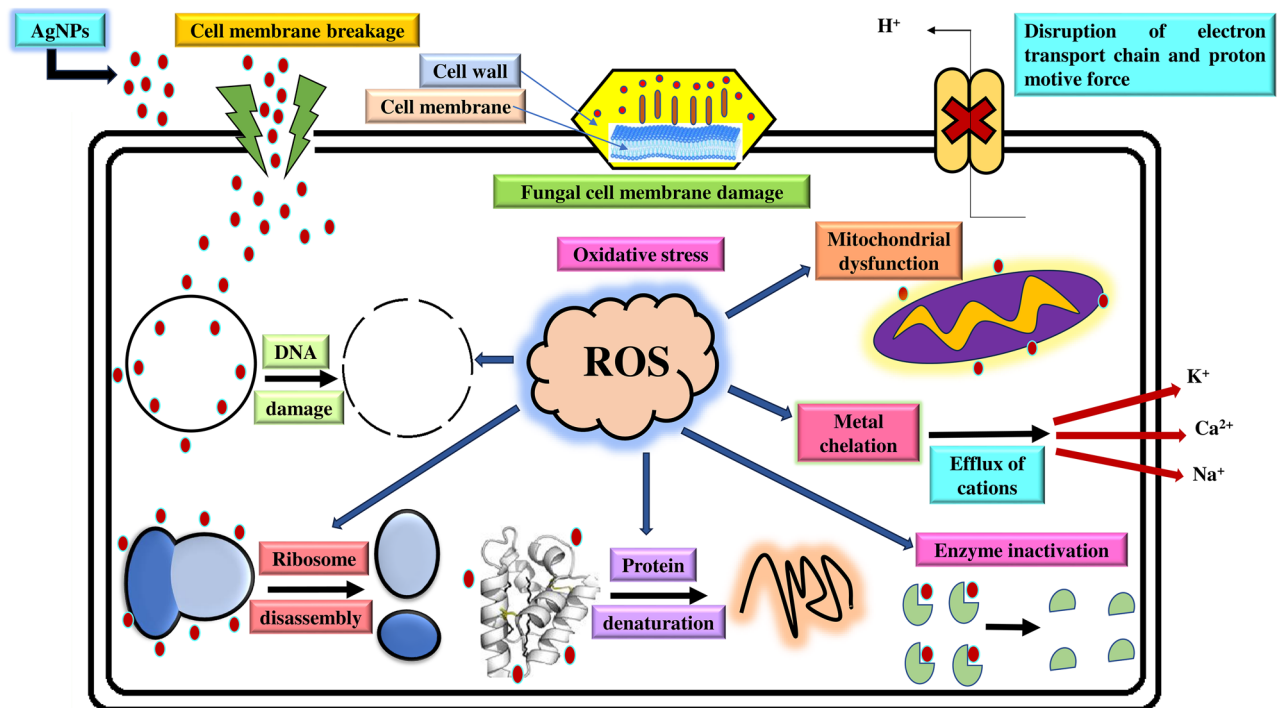 AgNPs
Cell membrane breakage
H⁺
Disruption of electron
transport chain and proton
motive force
Cell wall
Cell membrane
Fungal cell membrane damage
Oxidative stress
Mitochondrial
dysfunction
ROS
DNA
damage
Metal
chelation
Efflux of
cations
K⁺
Ca²⁺
Na⁺
Ribosome
disassembly
Protein
denaturation
Enzyme inactivation